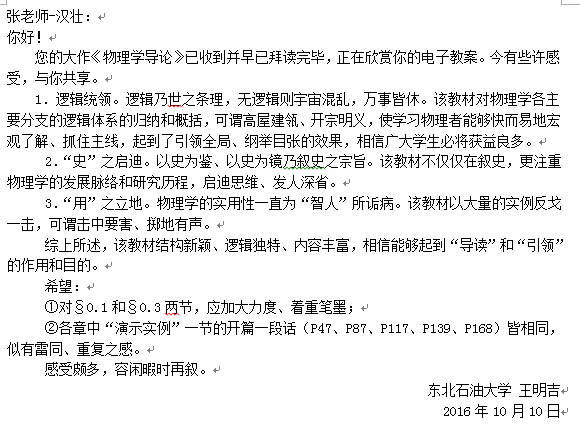 张老师-汉壮：
你好！
您的大作《物理学导论》已收到并早已拜读完毕，正在欣赏你的电子教案。今有些许感
受，与你共享。
1．逻辑统领。逻辑乃世之条理，无逻辑则宇宙混乱，万事皆休。该教材对物理学各主
要分支的逻辑体系的归纳和概括，可谓高屋建瓴、开宗明义，使学习物理者能够快而易地宏
观了解、抓住主线，起到了引领全局、纲举目张的效果，相信广大学生必将获益良多。
2.“史”之启迪。以史为鉴、以史为镜乃叙史之宗旨。该教材不仅仅在叙史，更注重
物理学的发展脉络和研究历程，启迪思维、发人深省。
3.“用”之立地。物理学的实用性一直为“智人”所诟病。该教材以大量的实例反戈
一击，可谓击中要害、掷地有声。
综上所述，该教材结构新颖、逻辑独特、内容丰富，相信能够起到“导读”和“引领”
的作用和目的。
希望：
①对§0.1和§0.3两节，应加大力度、着重笔墨；
②各章中“演示实例”一节的开篇一段话（P47、P87、P117、P139、P168）皆相同，
似有雷同、重复之感。
感受颇多，容闲暇时再叙。
东北石油大学 王明吉
2016年10月10日